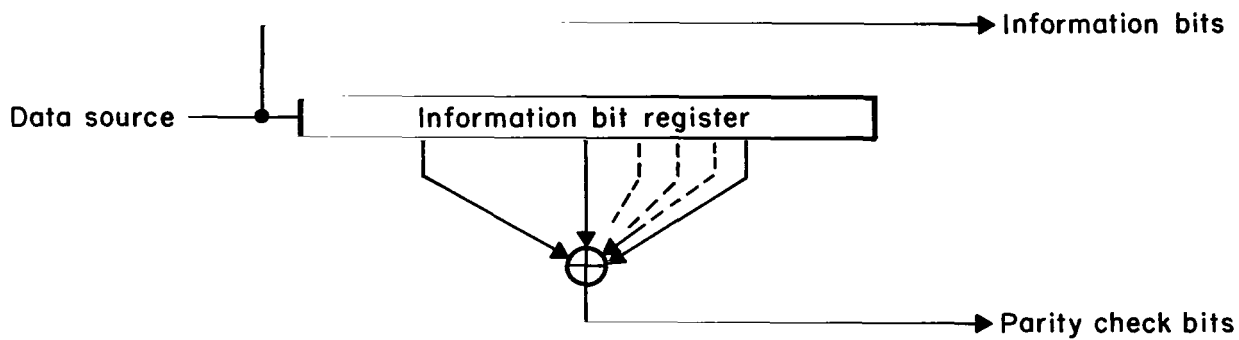 Information bits
Data source
Information bit register
Parity check bits